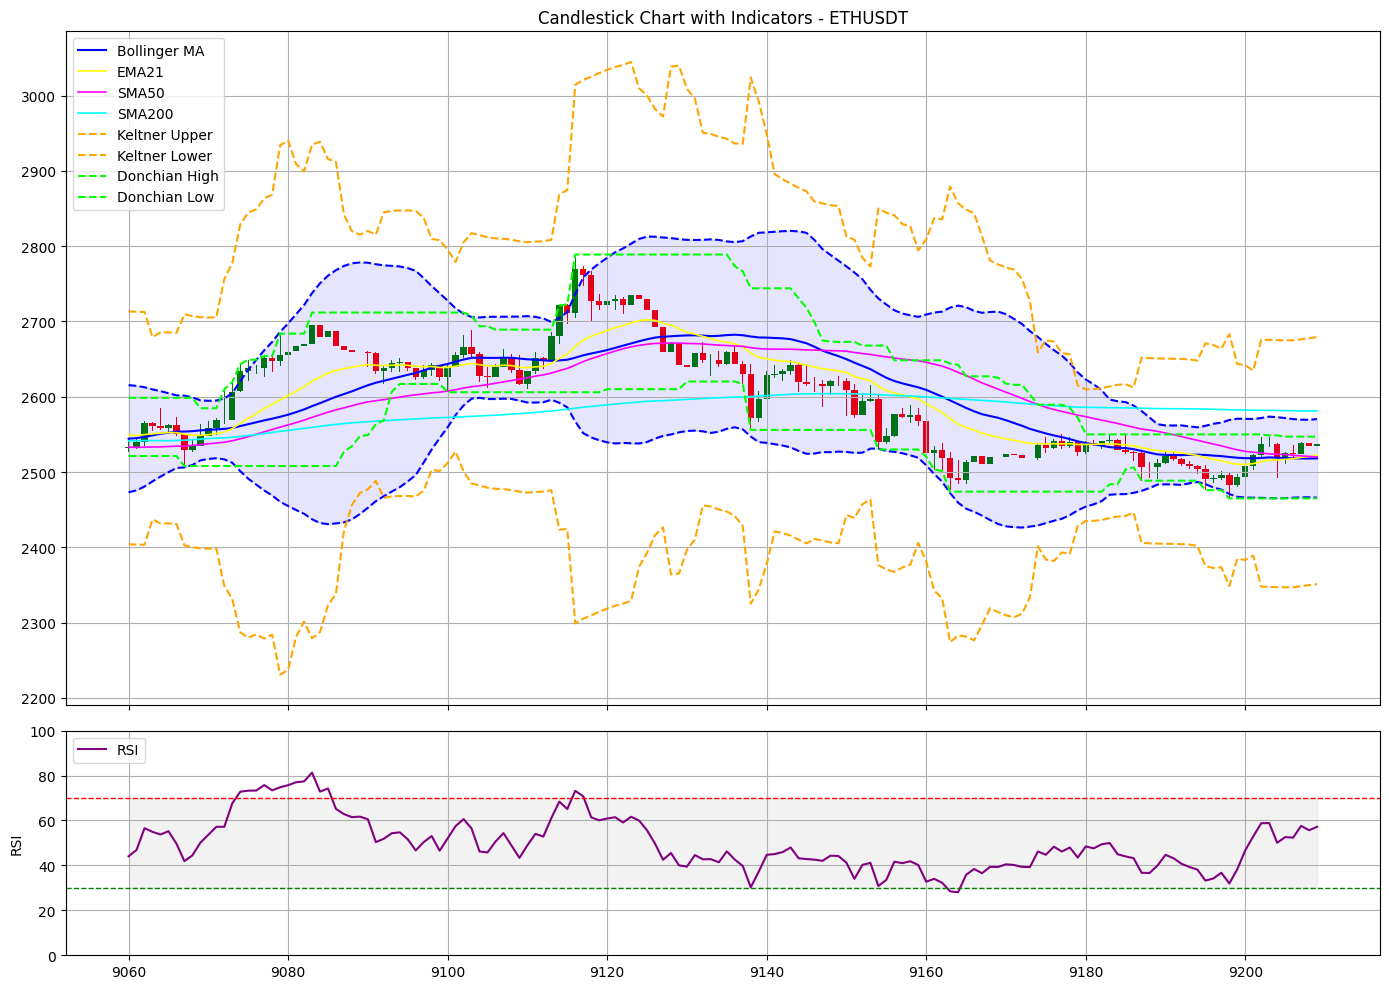 Candlestick Chart with Indicators - ETHUSDT
Bollinger MA
EMA21
SMA50
SMA200
Keltner Upper
Keltner Lower
Donchian High
Donchian Low
3000
2900
2800
2700
2600
2500
2400
2300
2200
RSI
100
80
60
40
20
0
RSI
9060 9080 9100 9120 9140 9160 9180 9200